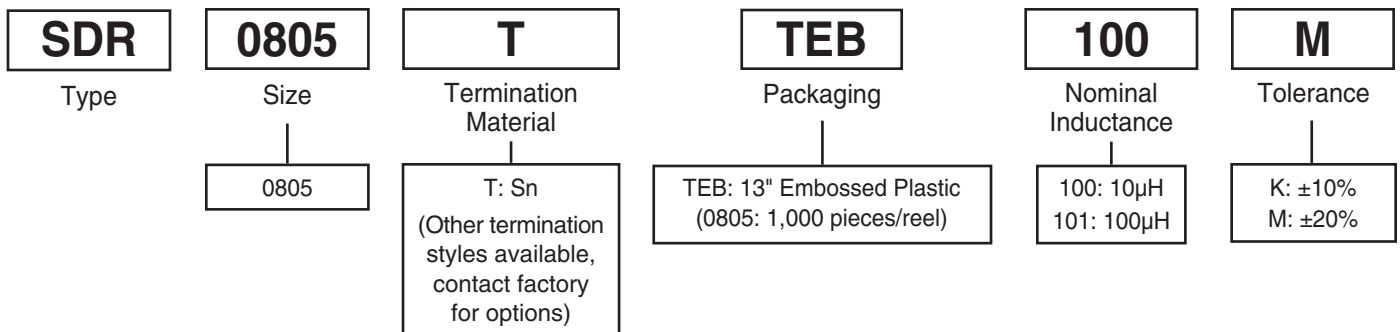 SDR 0805 T TEB 100 M
Type Size Termination Material Packaging Nominal Inductance Tolerance
0805
T: Sn
(Other termination
styles available,
contact factory
for options)
TEB: 13" Embossed Plastic
(0805: 1,000 pieces/reel)
100: 10µH
101: 100µH
K: ±10%
M: ±20%